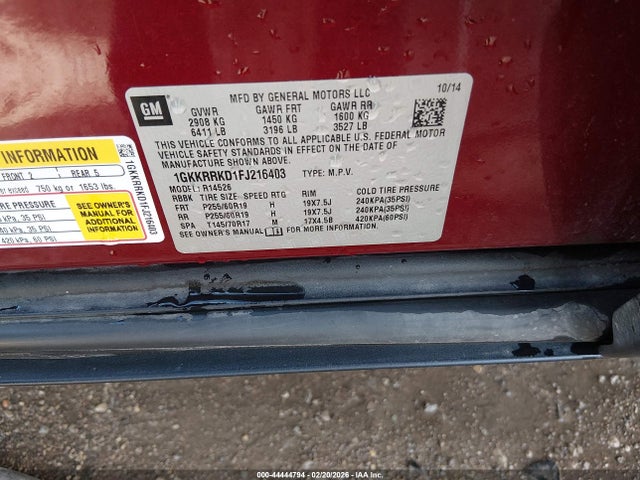 INFORMATION
FRONT 2 REAR 5
750 kg or 1653 lbs.
TIRE PRESSURE
SEE OWNER'S
MANUAL FOR
ADDITIONAL
INFORMATION
kPa, 35 PSI
kPa, 35 PSI
420 kPa, 60 PSI
1GKKRRKD1FJ216403
GM
MFD BY GENERAL MOTORS LLC
10/14
GVWR GAWR FRT GAWR RR
2908 KG 1450 KG 1600 KG
6411 LB 3196 LB 3527 LB
THIS VEHICLE CONFORMS TO ALL APPLICABLE U.S. FEDERAL MOTOR
VEHICLE SAFETY STANDARDS IN EFFECT ON THE DATE OF
MANUFACTURE SHOWN ABOVE.
1GKKRRKD1FJ216403 TYPE: M.P.V.
MODEL: R14526
RBBK TIRE SIZE SPEED RTG RIM COLD TIRE PRESSURE
FRT P255/60R19 H 19X7.5J 240KPA(35PSI)
RR P255/60R19 H 19X7.5J 240KPA(35PSI)
SPA T145/70R17 M 17X4.5B 420KPA(60PSI)
SEE OWNER'S MANUAL FOR MORE INFORMATION.
000-44444794 - 02/20/2026 - IAAI.COM